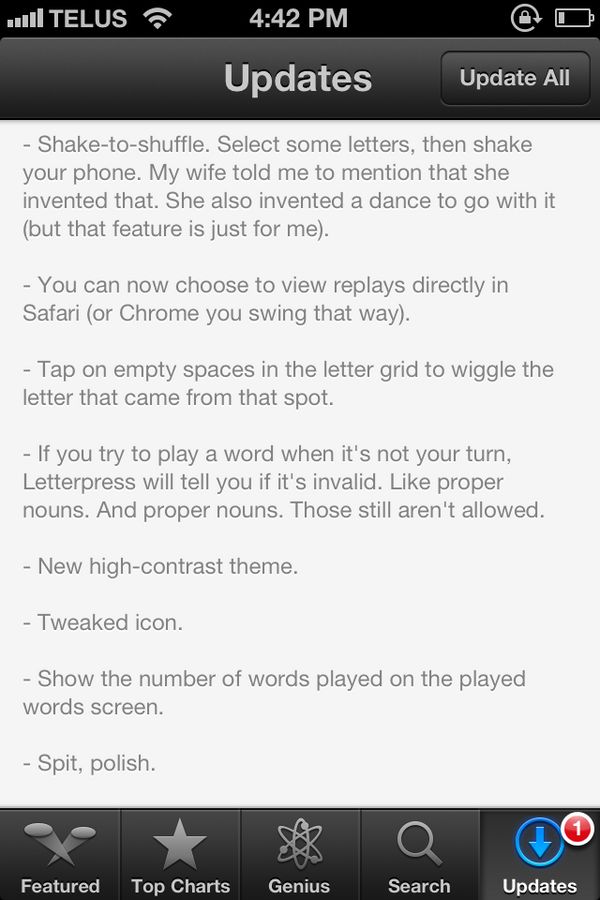 TELUS 4:42 PM
Updates Update All
- Shake-to-shuffle. Select some letters, then shake
your phone. My wife told me to mention that she
invented that. She also invented a dance to go with it
(but that feature is just for me).
- You can now choose to view replays directly in
Safari (or Chrome you swing that way).
- Tap on empty spaces in the letter grid to wiggle the
letter that came from that spot.
- If you try to play a word when it's not your turn,
Letterpress will tell you if it's invalid. Like proper
nouns. And proper nouns. Those still aren't allowed.
- New high-contrast theme.
- Tweaked icon.
- Show the number of words played on the played
words screen.
- Spit, polish.
1
Featured Top Charts Genius Search Updates